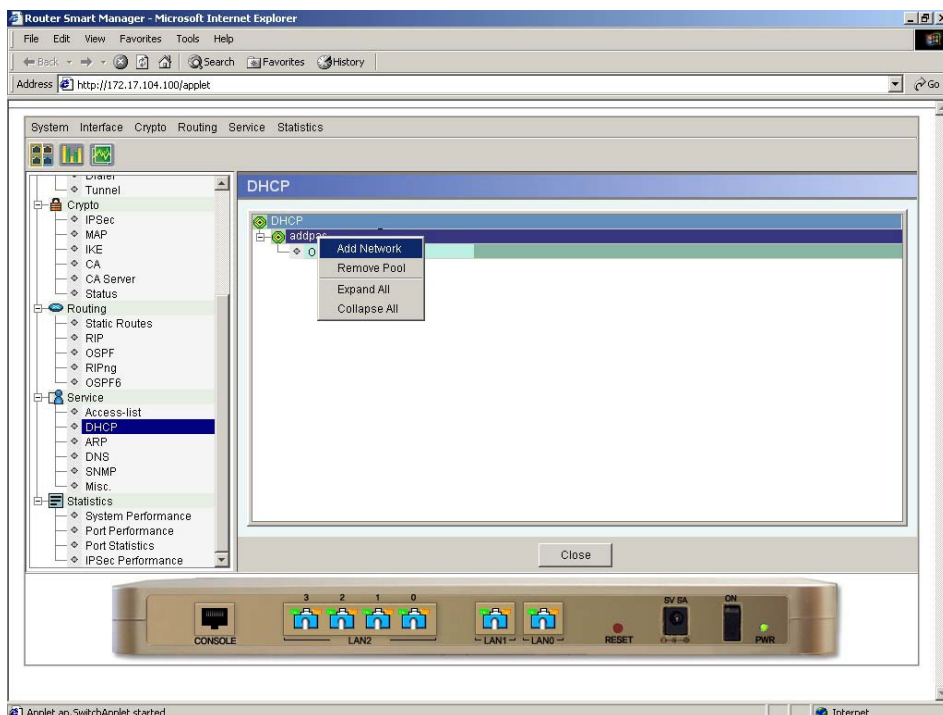 Router Smart Manager - Microsoft Internet Explorer
File Edit View Favorites Tools Help
Back Search Favorites History
Address http://172.17.104.100/applet Go
System Interface Crypto Routing Service Statistics
Tunnel
Crypto
IPSec
MAP
IKE
CA
CA Server
Status
Routing
Static Routes
RIP
OSPF
RIPng
OSPF6
Service
Access-list
DHCP
ARP
DNS
SNMP
Misc.
Statistics
System Performance
Port Performance
Port Statistics
IPSec Performance
DHCP
DHCP
addpac
O
Add Network
Remove Pool
Expand All
Collapse All
Close
3 2 1 0
CONSOLE
LAN2
LAN1
LAN0
RESET
5V 5A
ON
PWR
Applet ap.SwitchApplet started
Internet